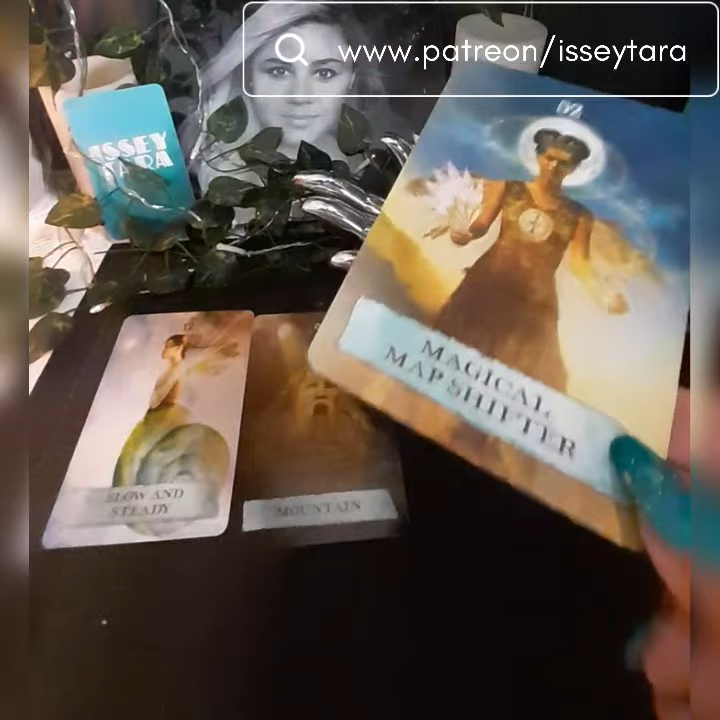 www.patreon/isseytara
ISSEY
TARA
MAGICAL
MAP SHIFTER
SLOW AND
STEADY
MOUNTAIN